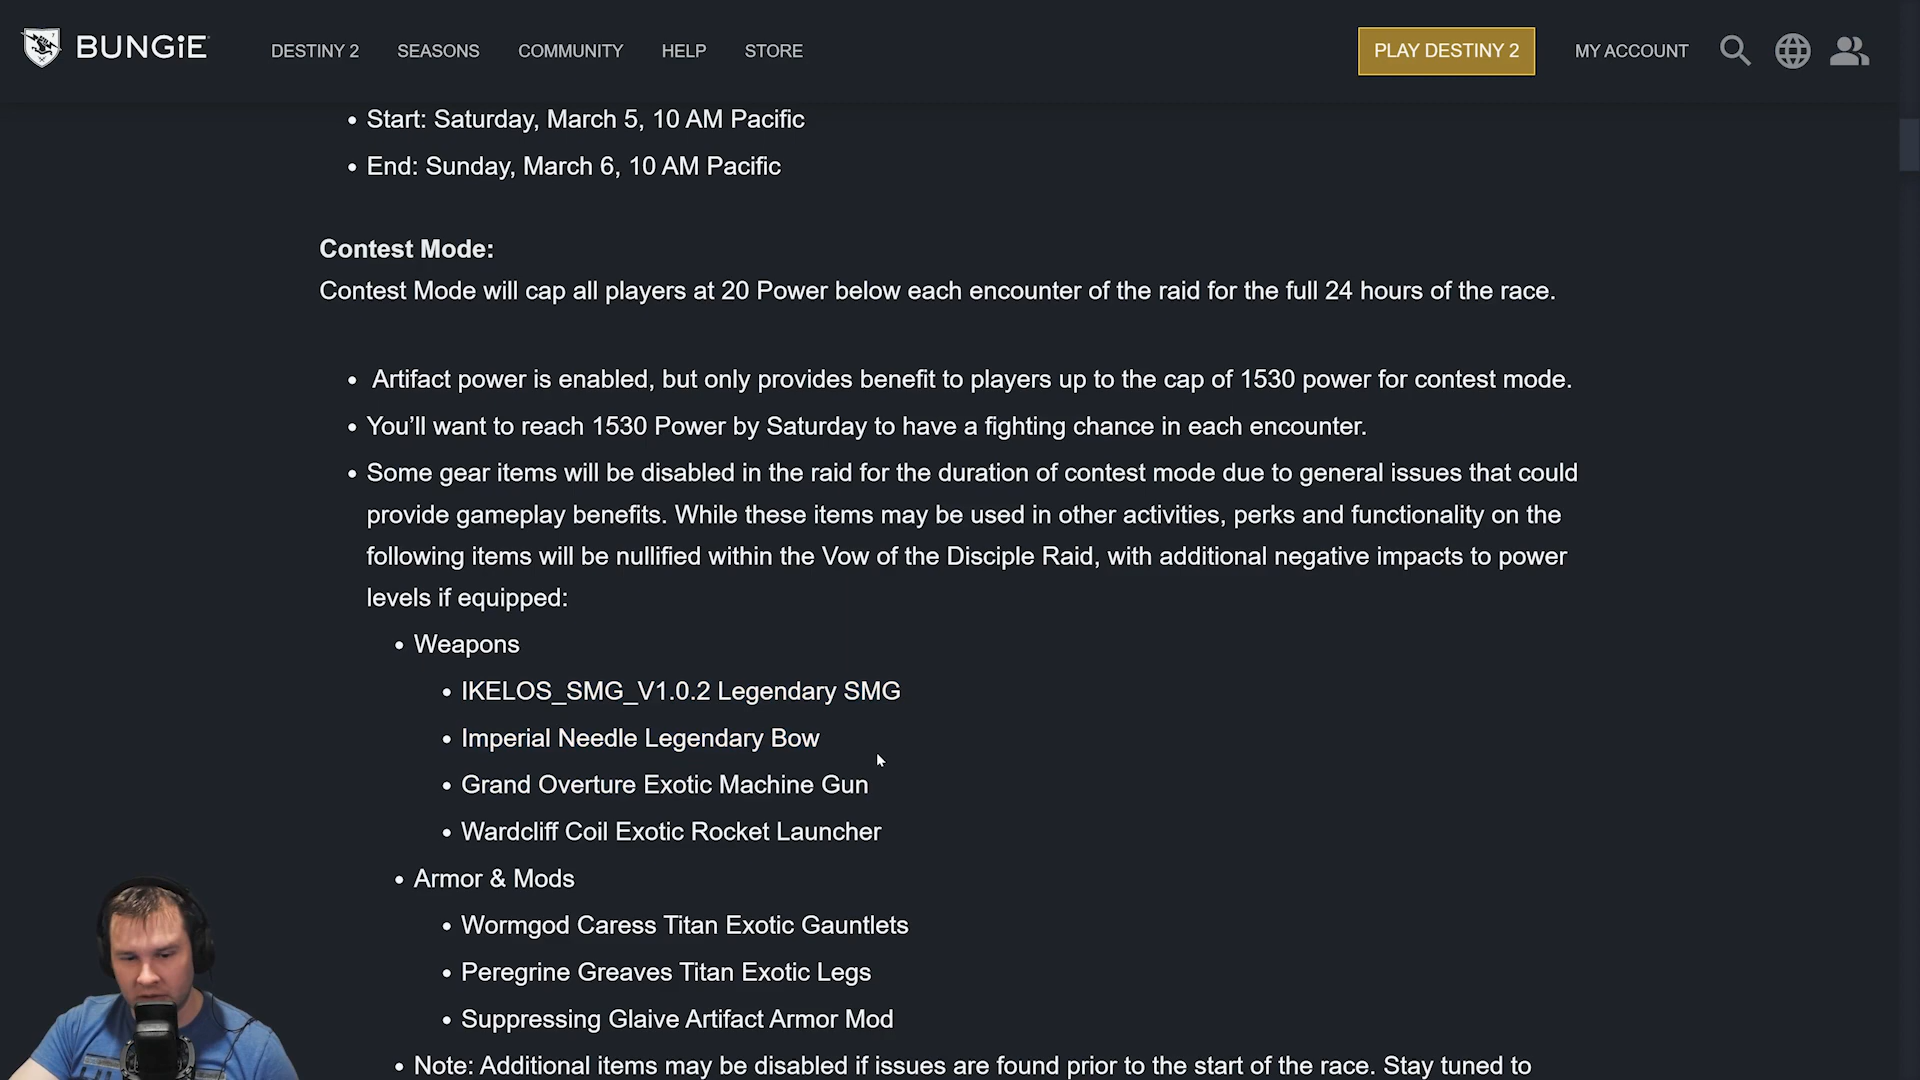 BUNGiE DESTINY 2 SEASONS COMMUNITY HELP STORE PLAY DESTINY 2 MY ACCOUNT
• Start: Saturday, March 5, 10 AM Pacific
• End: Sunday, March 6, 10 AM Pacific
Contest Mode:
Contest Mode will cap all players at 20 Power below each encounter of the raid for the full 24 hours of the race.
• Artifact power is enabled, but only provides benefit to players up to the cap of 1530 power for contest mode.
• You’ll want to reach 1530 Power by Saturday to have a fighting chance in each encounter.
• Some gear items will be disabled in the raid for the duration of contest mode due to general issues that could
provide gameplay benefits. While these items may be used in other activities, perks and functionality on the
following items will be nullified within the Vow of the Disciple Raid, with additional negative impacts to power
levels if equipped:
• Weapons
• IKELOS_SMG_V1.0.2 Legendary SMG
• Imperial Needle Legendary Bow
• Grand Overture Exotic Machine Gun
• Wardcliff Coil Exotic Rocket Launcher
• Armor & Mods
• Wormgod Caress Titan Exotic Gauntlets
• Peregrine Greaves Titan Exotic Legs
• Suppressing Glaive Artifact Armor Mod
• Note: Additional items may be disabled if issues are found prior to the start of the race. Stay tuned to